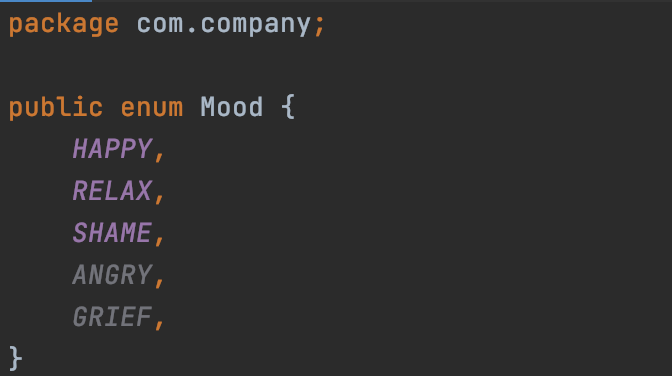 package com.company;
public enum Mood {
HAPPY,
RELAX,
SHAME,
ANGRY,
GRIEF,
}